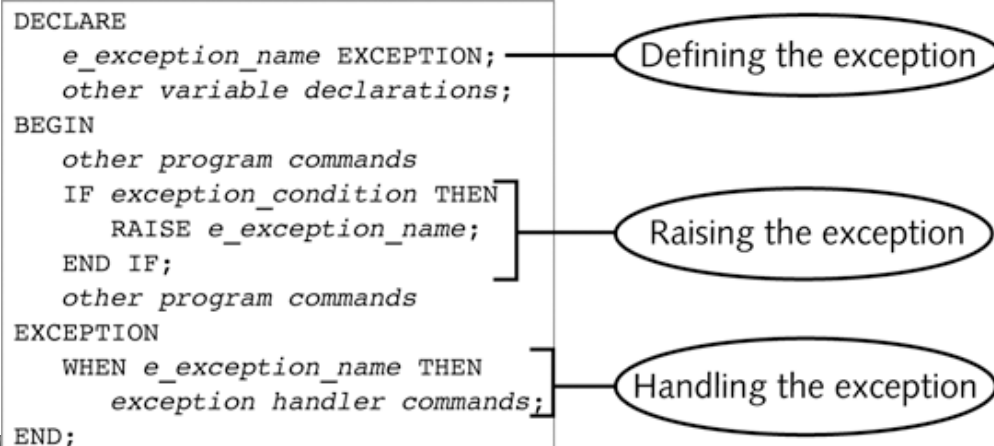 DECLARE
e_exception_name EXCEPTION;
Defining the exception
other variable declarations;
BEGIN
other program commands
IF exception_condition THEN
RAISE e_exception_name;
Raising the exception
END IF;
other program commands
EXCEPTION
WHEN e_exception_name THEN
Handling the exception
exception handler commands;
END;